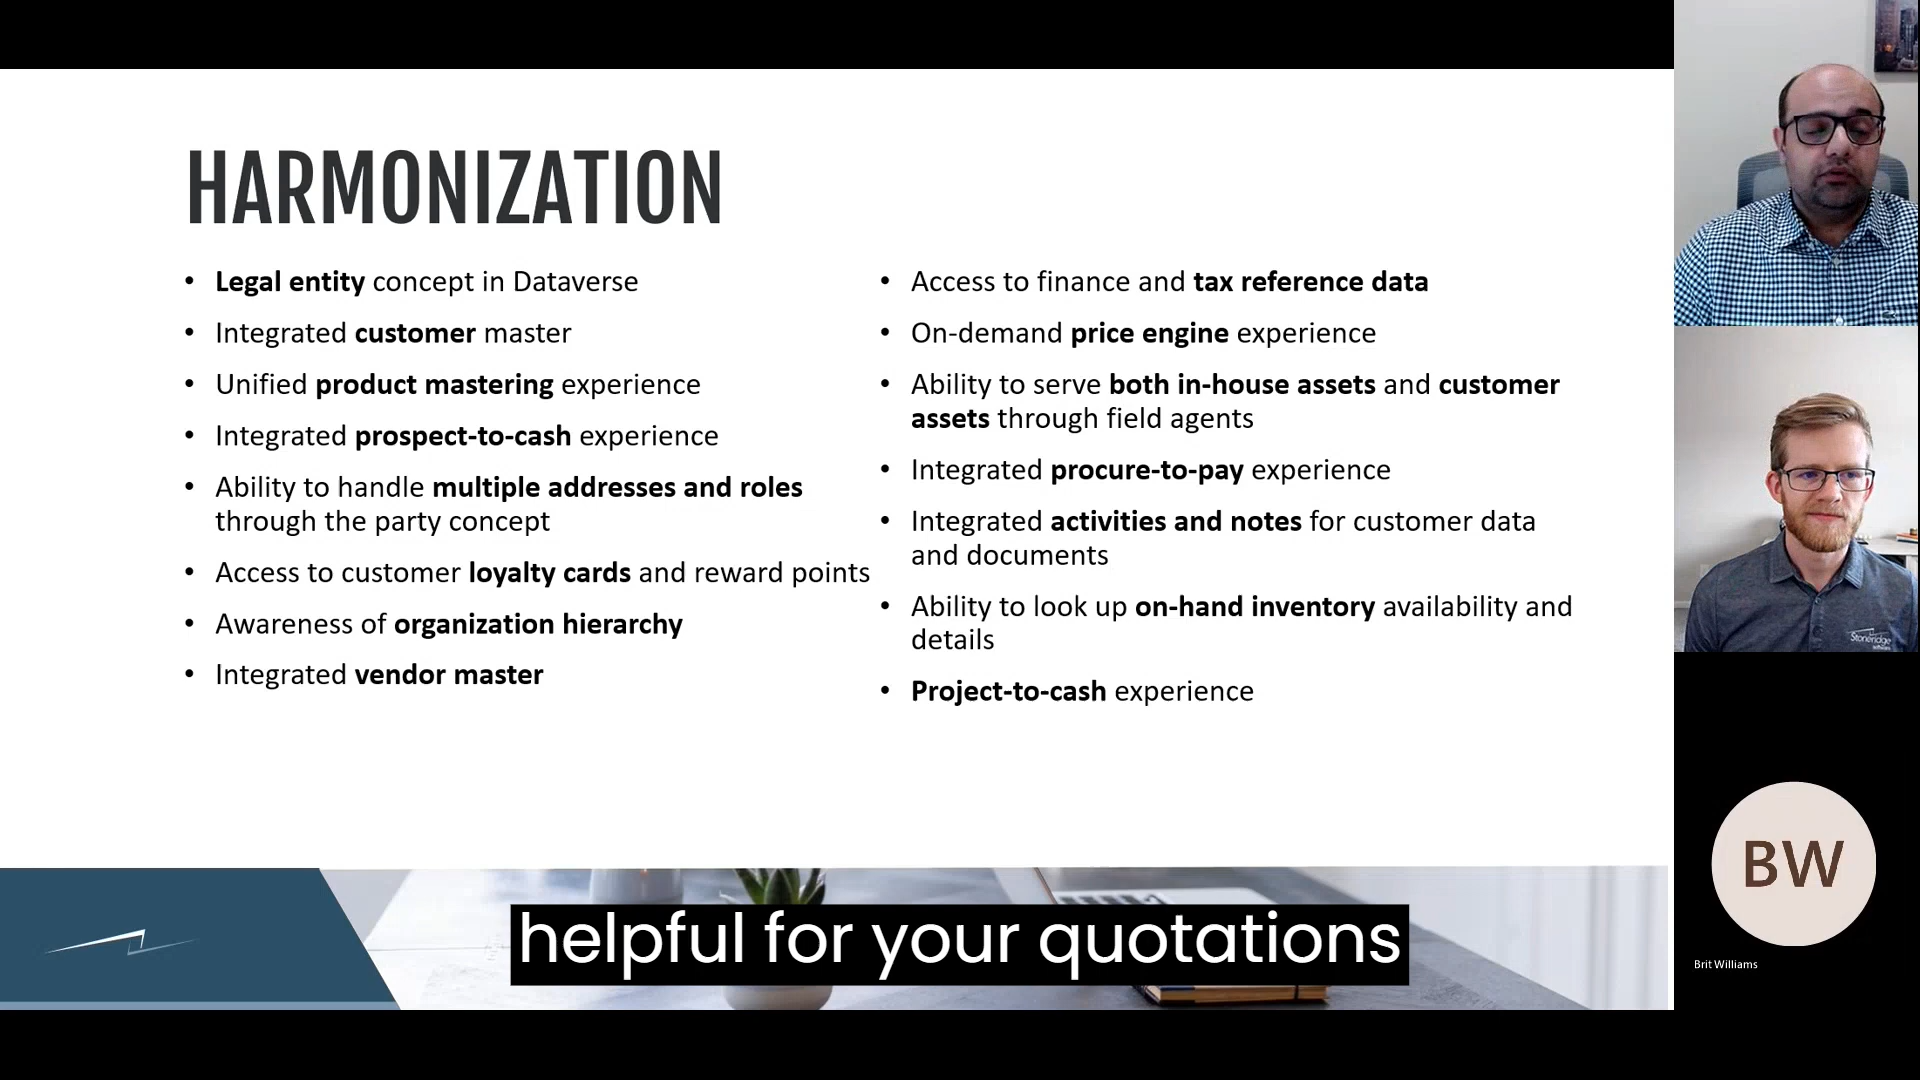 HARMONIZATION
• Legal entity concept in Dataverse
• Integrated customer master
• Unified product mastering experience
• Integrated prospect-to-cash experience
• Ability to handle multiple addresses and roles
through the party concept
• Access to customer loyalty cards and reward points
• Awareness of organization hierarchy
• Integrated vendor master
• Access to finance and tax reference data
• On-demand price engine experience
• Ability to serve both in-house assets and customer
assets through field agents
• Integrated procure-to-pay experience
• Integrated activities and notes for customer data
and documents
• Ability to look up on-hand inventory availability and
details
• Project-to-cash experience
helpful for your quotations
Stoneridge
Software
BW
Brit Williams